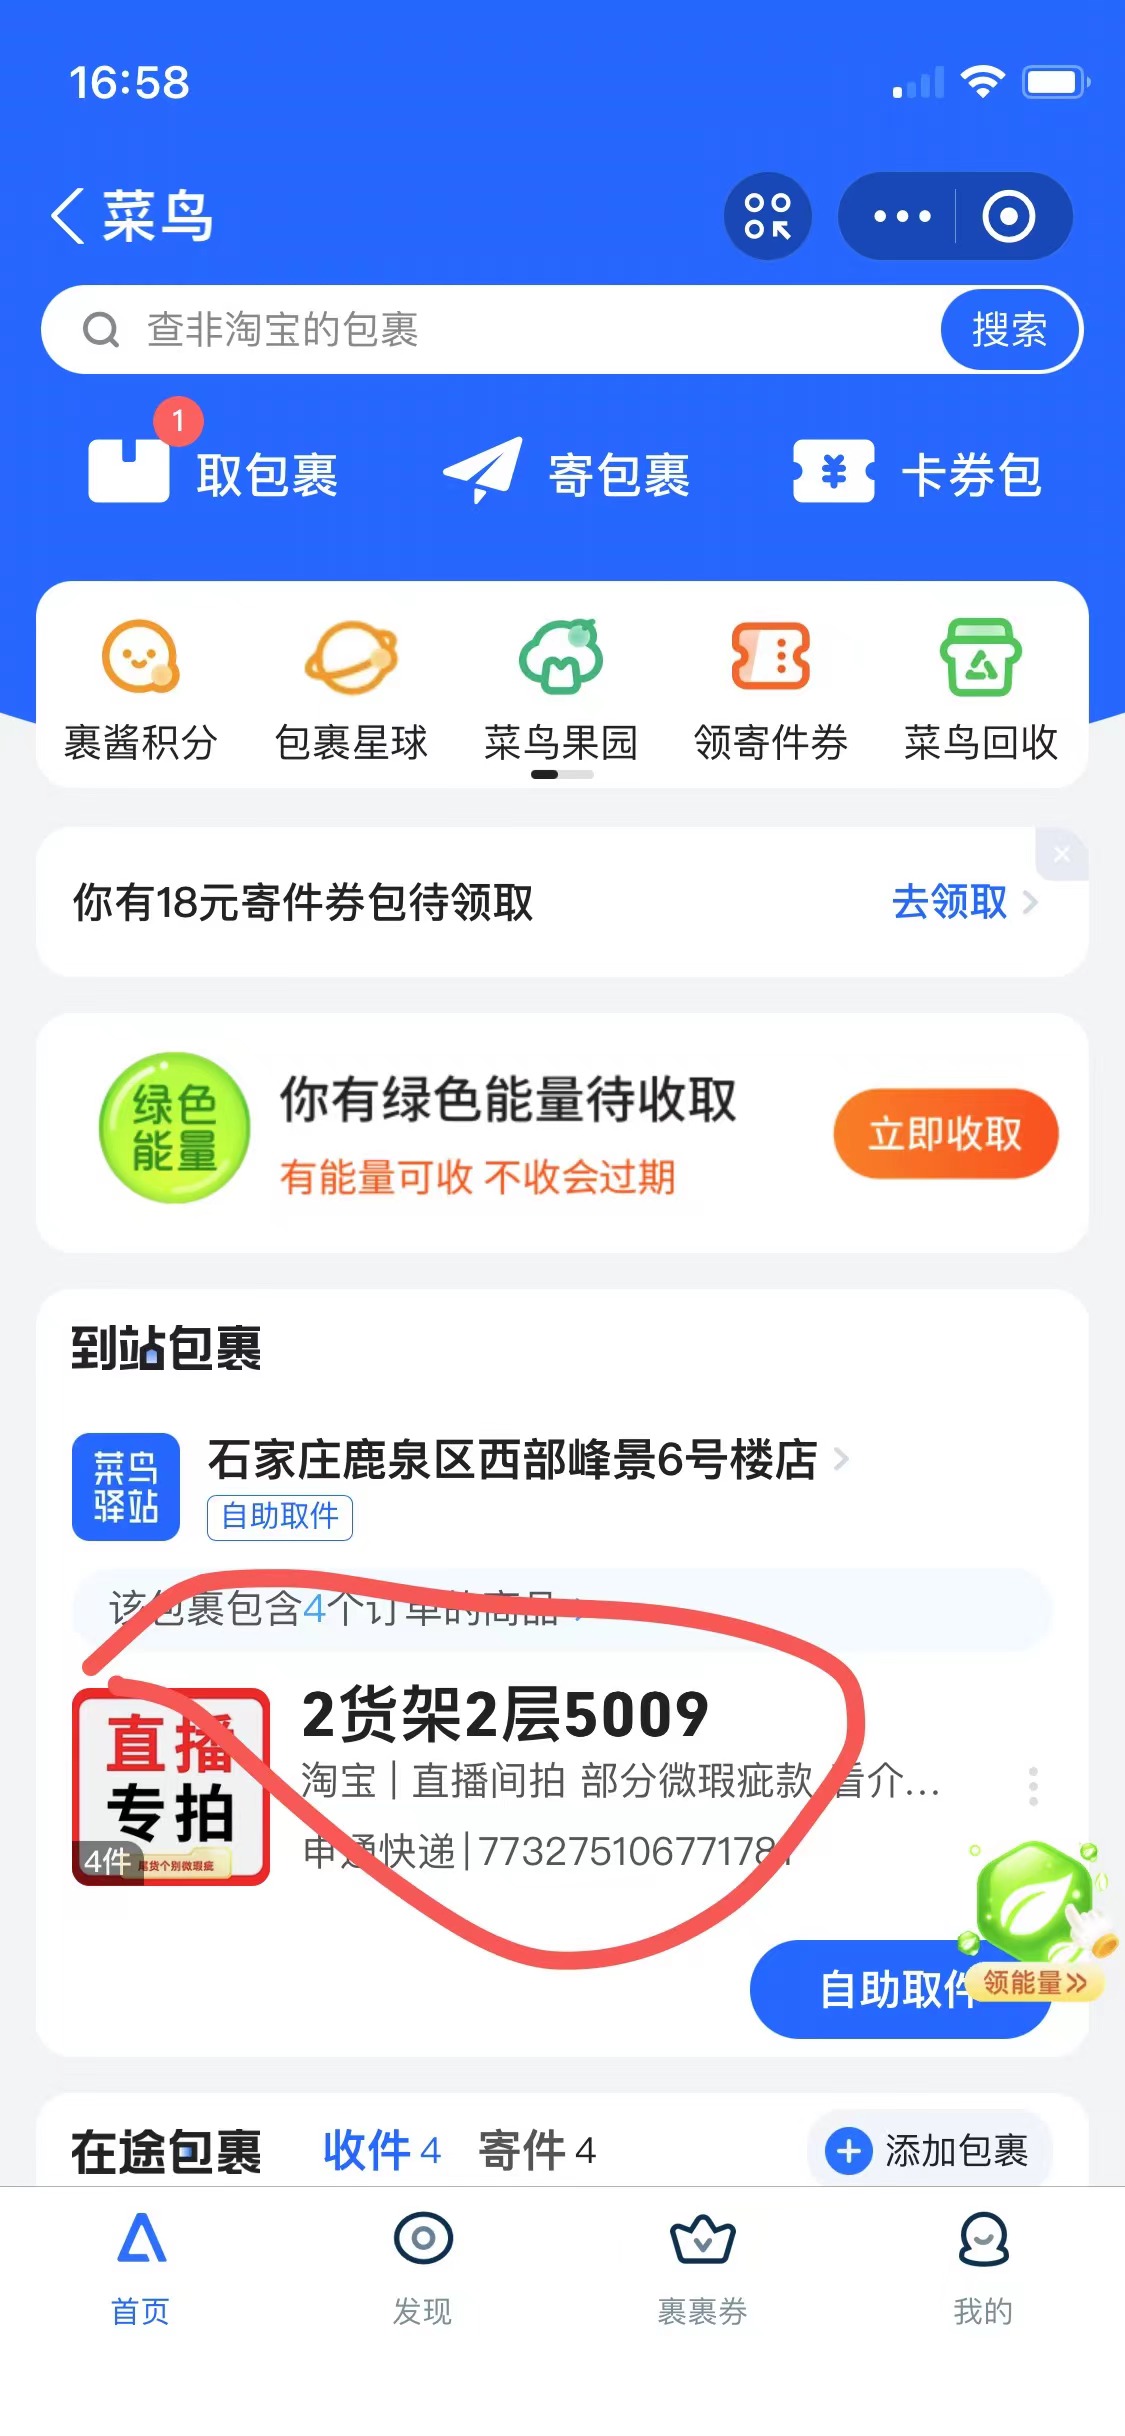 16:58
菜鸟
查非淘宝的包裹
搜索
1
取包裹
寄包裹
卡券包
裹酱积分
包裹星球
菜鸟果园
领寄件券
菜鸟回收
你有18元寄件券包待领取
去领取
绿色
能量
你有绿色能量待收取
有能量可收 不收会过期
立即收取
到站包裹
菜鸟
驿站
石家庄鹿泉区西部峰景6号楼店
自助取件
该包裹包含4个订单的商品
直播
专拍
4件
尾货个别微瑕疵
2货架2层5009
淘宝 | 直播间拍 部分微瑕疵款 看介...
申通快递 | 773275106771781
自助取件
领能量
在途包裹
收件 4
寄件 4
添加包裹
首页
发现
裹裹券
我的